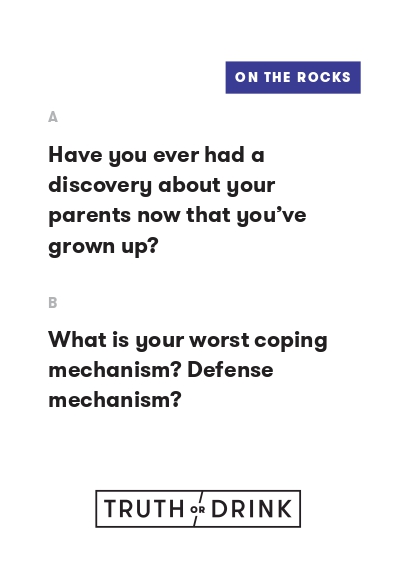 ON THE ROCKS
A
Have you ever had a
discovery about your
parents now that you’ve
grown up?
B
What is your worst coping
mechanism? Defense
mechanism?
TRUTH OR DRINK